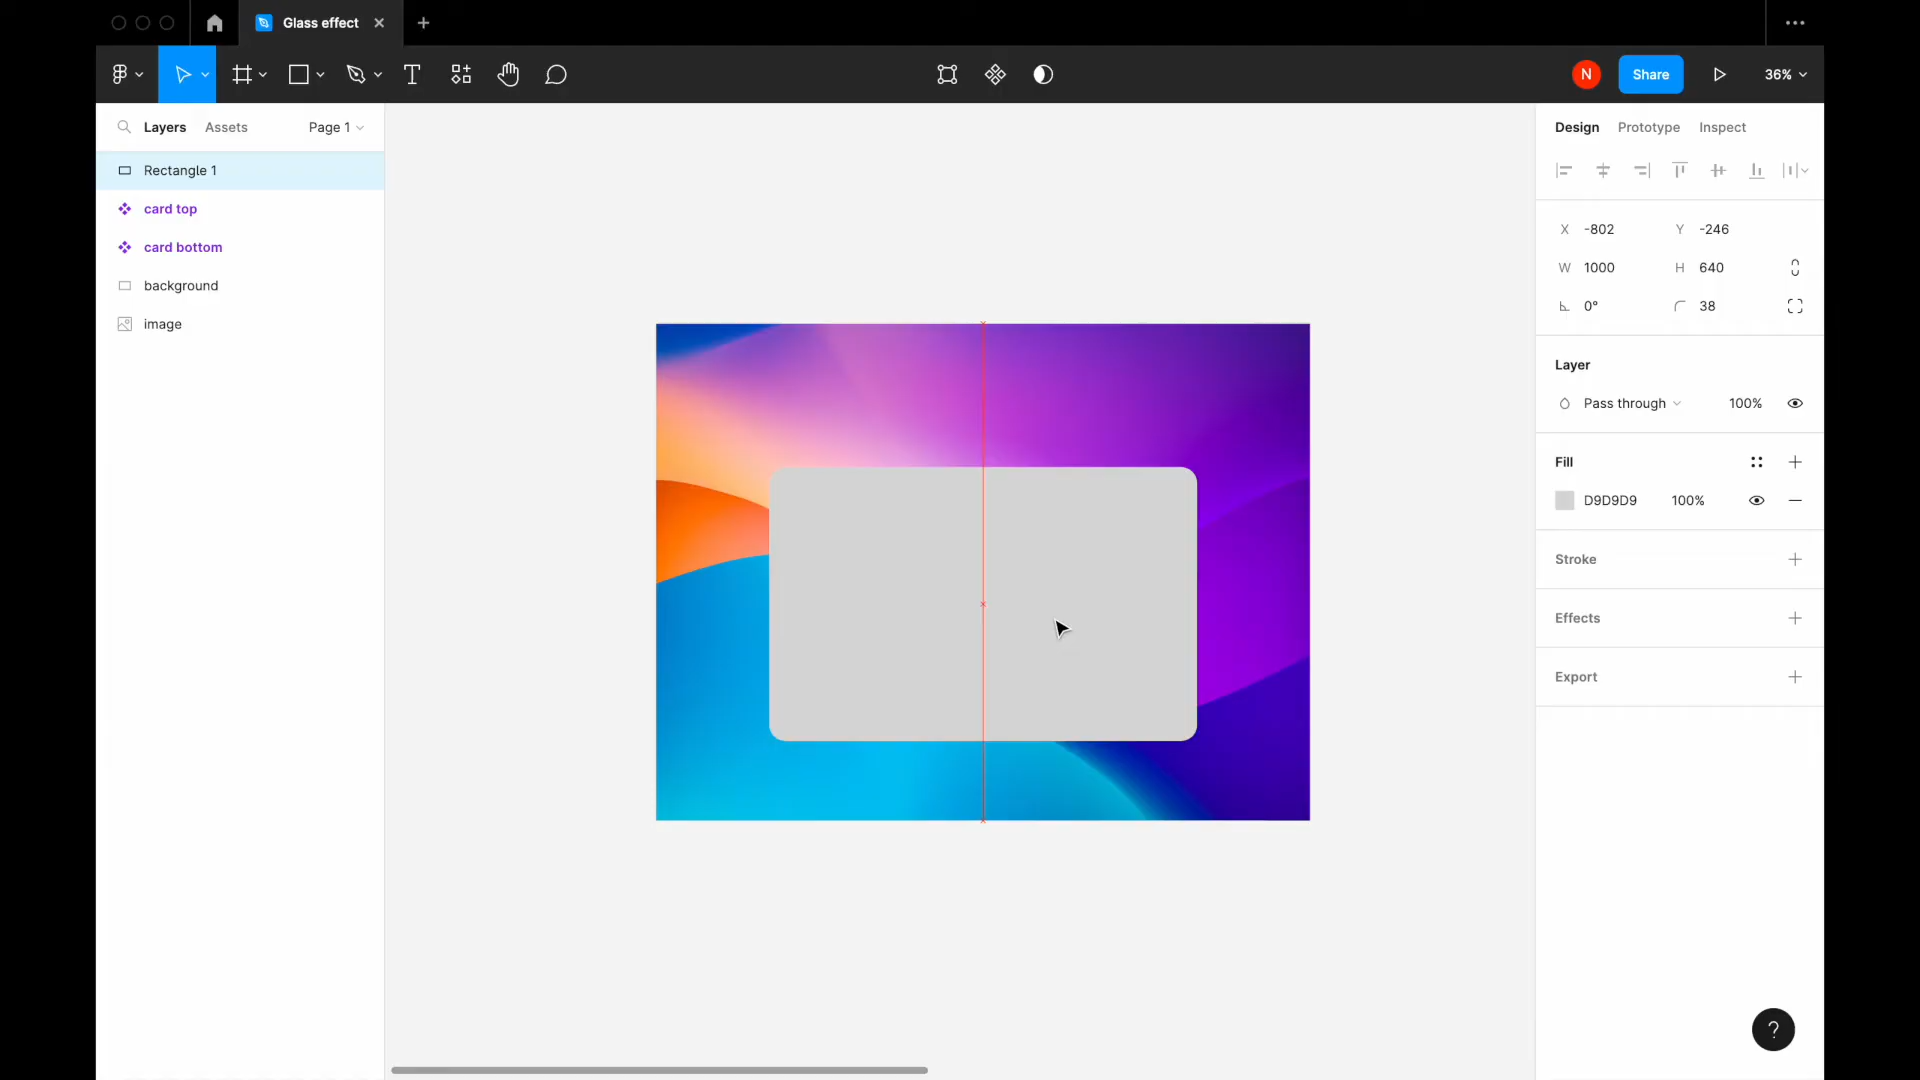 Glass effect
N
Share
36%
Layers Assets Page 1
Rectangle 1
card top
card bottom
background
image
Design Prototype Inspect
X -802 Y -246
W 1000 H 640
0° 38
Layer
Pass through 100%
Fill
D9D9D9 100%
Stroke
Effects
Export
?